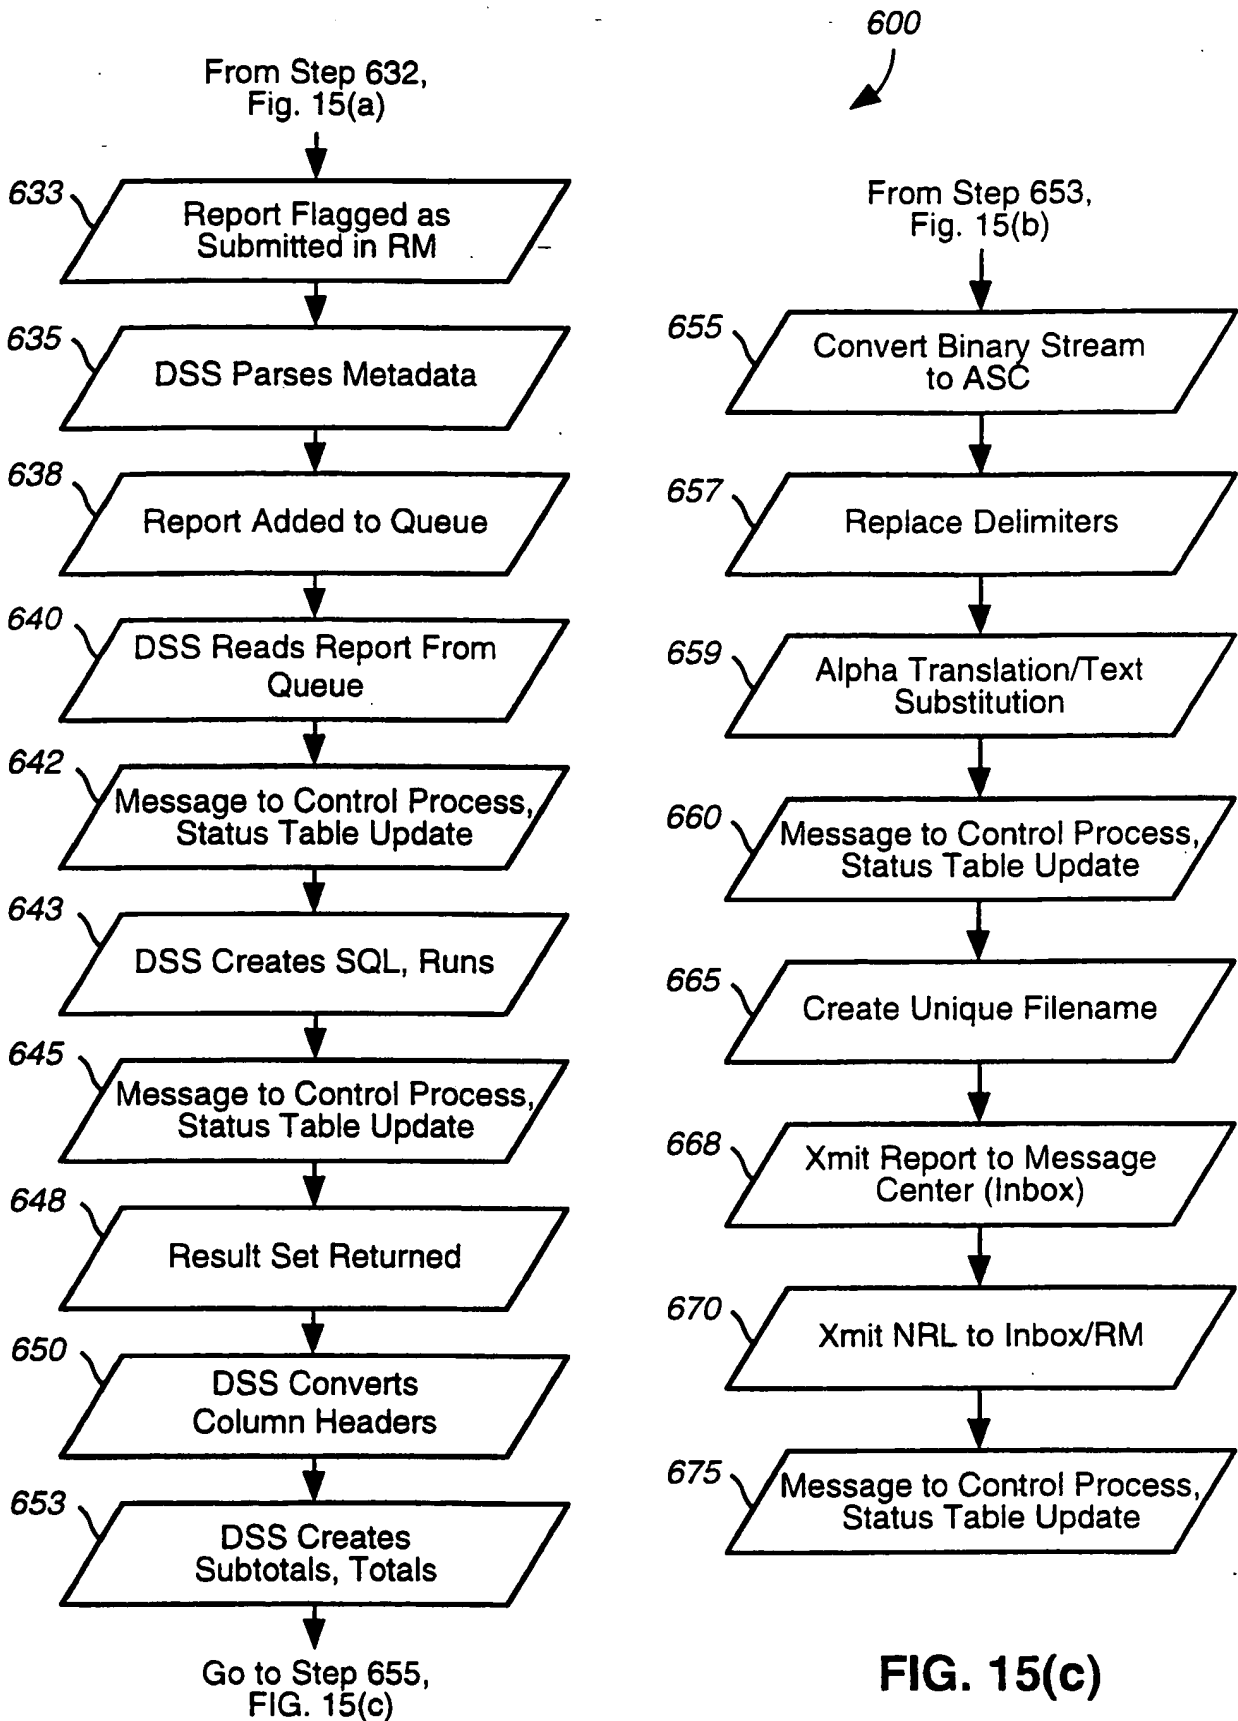 600
From Step 632,
Fig. 15(a)
633
Report Flagged as
Submitted in RM
635
DSS Parses Metadata
638
Report Added to Queue
640
DSS Reads Report From
Queue
642
Message to Control Process,
Status Table Update
643
DSS Creates SQL, Runs
645
Message to Control Process,
Status Table Update
648
Result Set Returned
650
DSS Converts
Column Headers
653
DSS Creates
Subtotals, Totals
Go to Step 655,
FIG. 15(c)
From Step 653,
Fig. 15(b)
655
Convert Binary Stream
to ASC
657
Replace Delimiters
659
Alpha Translation/Text
Substitution
660
Message to Control Process,
Status Table Update
665
Create Unique Filename
668
Xmit Report to Message
Center (Inbox)
670
Xmit NRL to Inbox/RM
675
Message to Control Process,
Status Table Update
FIG. 15(c)